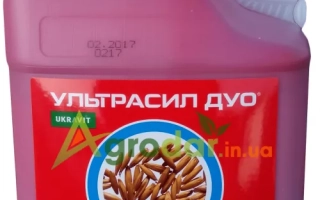 02.2017
0217
УЛЬТРАСИЛ ДУО®
UKRAVIT
Agrodar.in.ua